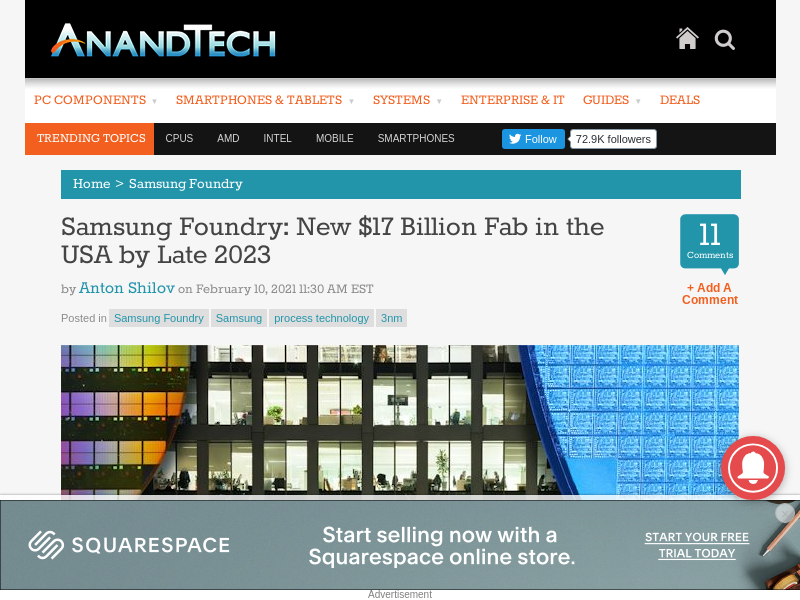 ANANDTECH
PC COMPONENTS SMARTPHONES & TABLETS SYSTEMS ENTERPRISE & IT GUIDES DEALS
TRENDING TOPICS CPUS AMD INTEL MOBILE SMARTPHONES Follow 72.9K followers
Home > Samsung Foundry
Samsung Foundry: New $17 Billion Fab in the
USA by Late 2023
11
Comments
by Anton Shilov on February 10, 2021 11:30 AM EST
+ Add A
Comment
Posted in Samsung Foundry Samsung process technology 3nm
SQUARESPACE
Start selling now with a
Squarespace online store.
START YOUR FREE
TRIAL TODAY
Advertisement